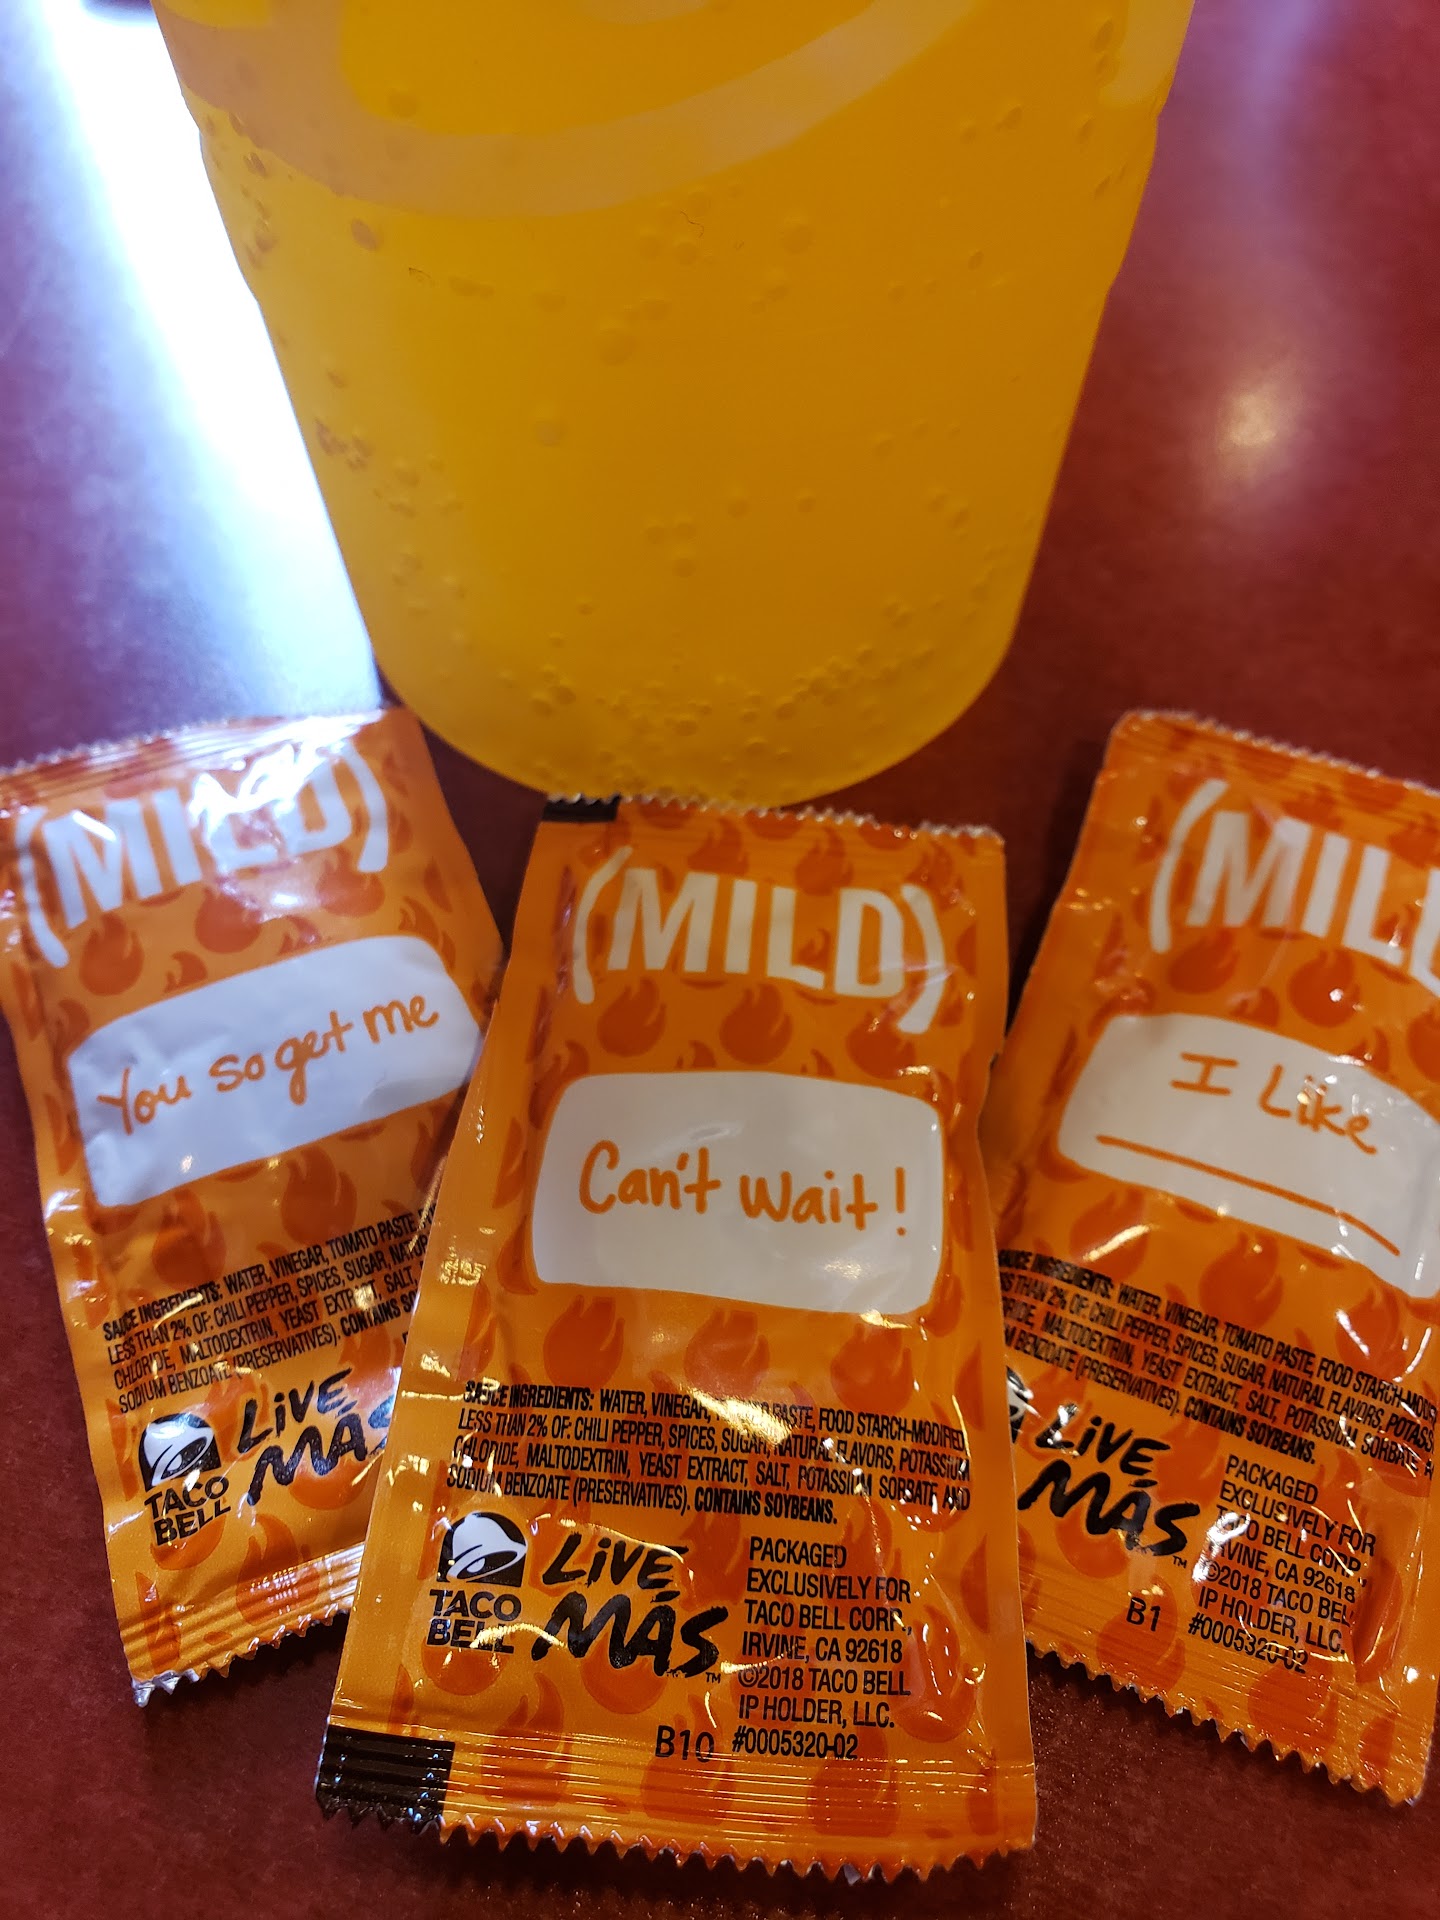 (MILD)
You so get me
SAUCE INGREDIENTS: WATER, VINEGAR, TOMATO PASTE,
LESS THAN 2% OF: CHILI PEPPER, SPICES, SUGAR,
CHLORIDE, MALTODEXTRIN, YEAST EXTRACT, SALT,
SODIUM BENZOATE (PRESERVATIVES). CONTAINS
TACO
BELL
LIVE
MÁS
(MILD)
Can't wait!
SAUCE INGREDIENTS: WATER, VINEGAR, TOMATO PASTE, FOOD STARCH-MODIFIED,
LESS THAN 2% OF: CHILI PEPPER, SPICES, SUGAR, NATURAL FLAVORS, POTASSIUM
CHLORIDE, MALTODEXTRIN, YEAST EXTRACT, SALT, POTASSIUM SORBATE AND
SODIUM BENZOATE (PRESERVATIVES). CONTAINS SOYBEANS.
TACO
BELL
LIVE
MÁS™
PACKAGED
EXCLUSIVELY FOR
TACO BELL CORP.,
IRVINE, CA 92618
©2018 TACO BELL
IP HOLDER, LLC.
B10 #0005320-02
(MILD
I Like
SAUCE INGREDIENTS: WATER, VINEGAR, TOMATO PASTE, FOOD STARCH-
THAN 2% OF: CHILI PEPPER, SPICES, SUGAR, NATURAL FLAVORS,
MALTODEXTRIN, YEAST EXTRACT, SALT, POTASSIUM SORBATE
BENZOATE (PRESERVATIVES). CONTAINS SOYBEANS.
LIVE
MÁS™
PACKAGED
EXCLUSIVELY FOR
TACO BELL CORP.,
IRVINE, CA 92618
©2018 TACO BELL
IP HOLDER, LLC.
B1 #0005320-02